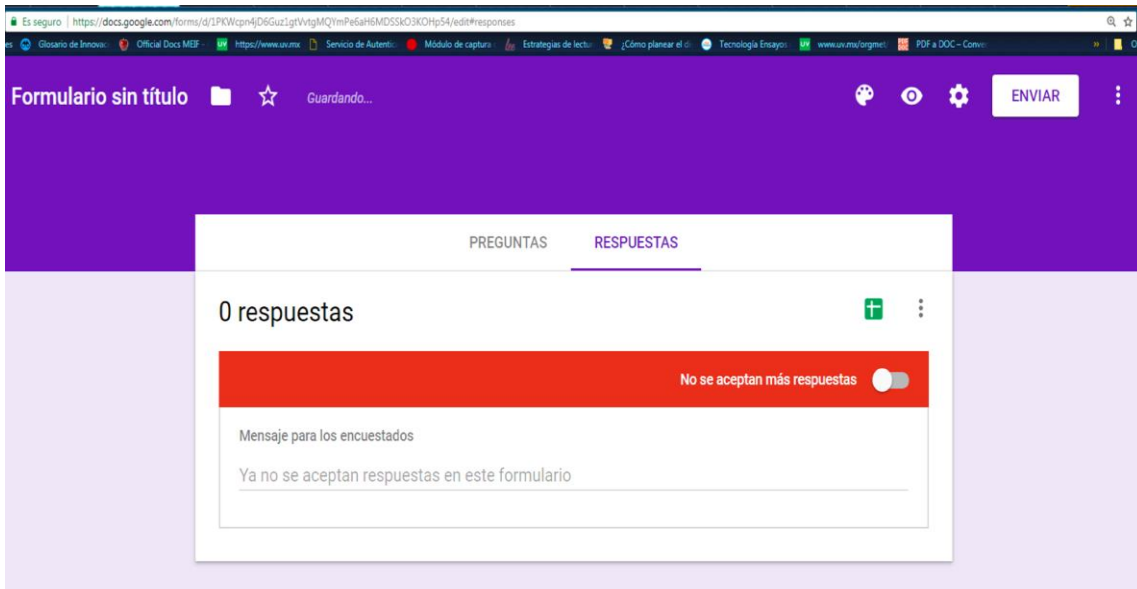 Es seguro | https://docs.google.com/forms/d/1PKWcpn4jD6Guz1gtVvtgMQYmPe6aH6MDSSkO3KOHp54/edit#responses
es Glosario de Innovac Official Docs MEIF - https://www.uv.mx Servicio de Autentic Módulo de captura - Estrategias de lectu ¿Cómo planear el di Tecnología Ensayos www.uv.mx/orgmet PDF a DOC – Conve » O
Formulario sin título Guardando... ENVIAR
PREGUNTAS RESPUESTAS
0 respuestas
No se aceptan más respuestas
Mensaje para los encuestados
Ya no se aceptan respuestas en este formulario